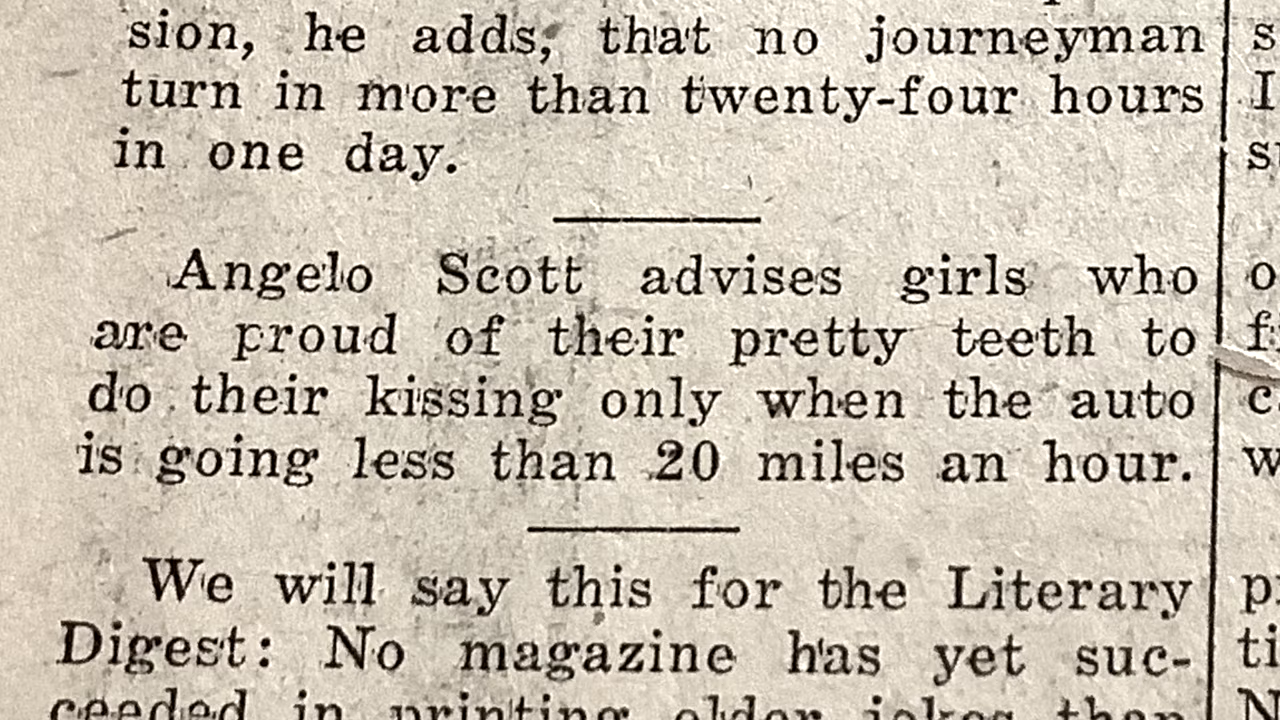 sion, he adds, that no journeyman
turn in more than twenty-four hours
in one day.
Angelo Scott advises girls who
are proud of their pretty teeth to
do their kissing only when the auto
is going less than 20 miles an hour.
We will say this for the Literary
Digest: No magazine has yet suc-
ceeded in printing older jokes than